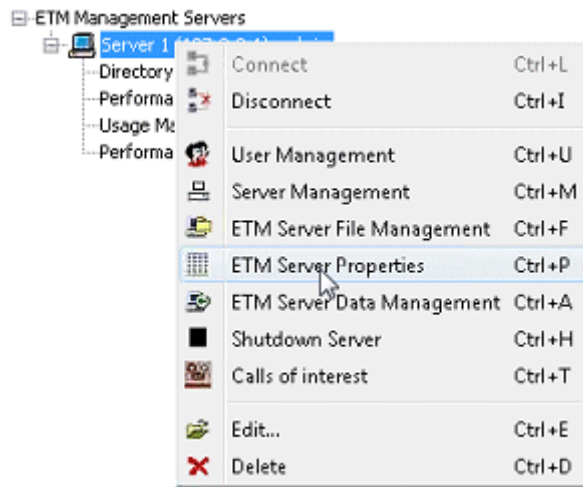 ETM Management Servers
Server 1
Directory
Connect Ctrl+L
Disconnect Ctrl+I
User Management Ctrl+U
Server Management Ctrl+M
ETM Server File Management Ctrl+F
ETM Server Properties Ctrl+P
ETM Server Data Management Ctrl+A
Shutdown Server Ctrl+H
Calls of interest Ctrl+T
Edit... Ctrl+E
Delete Ctrl+D
Performa
Usage Ma
Performa